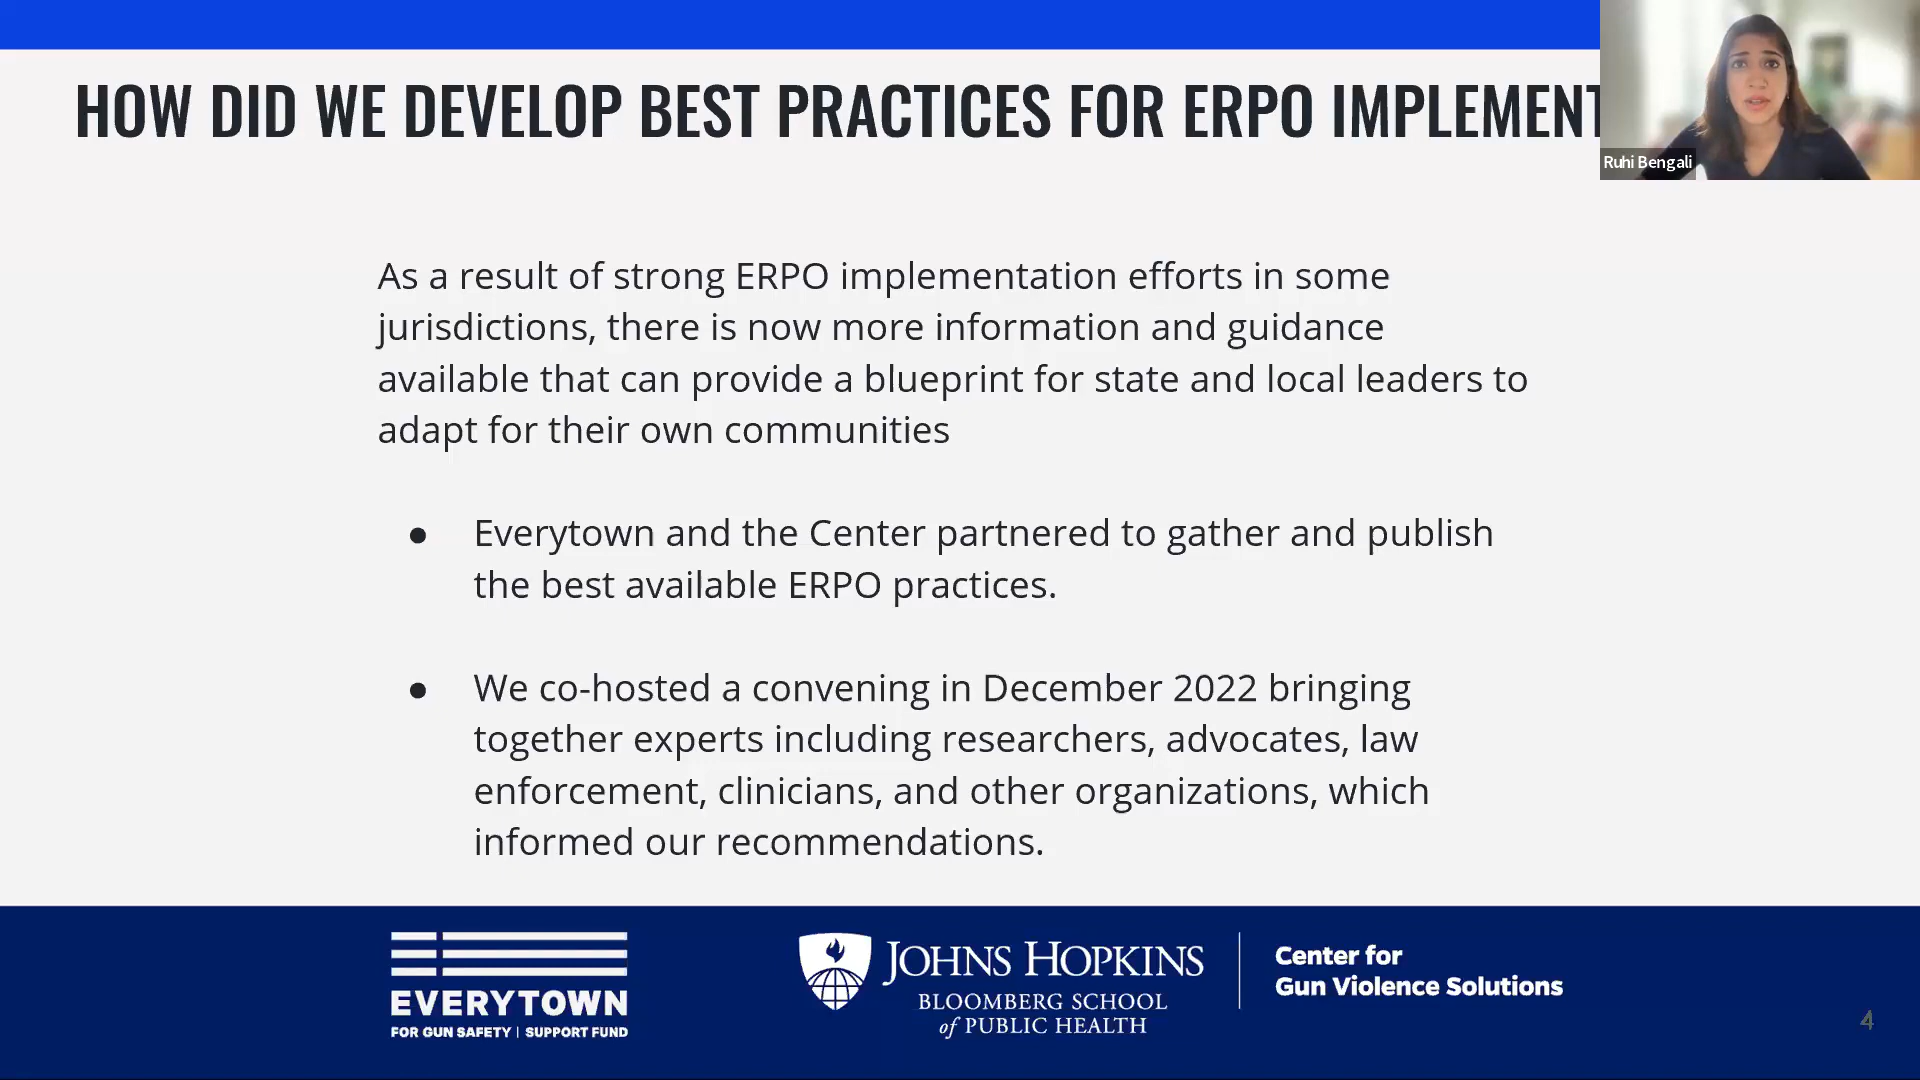 HOW DID WE DEVELOP BEST PRACTICES FOR ERPO IMPLEMENT
Ruhi Bengali
As a result of strong ERPO implementation efforts in some
jurisdictions, there is now more information and guidance
available that can provide a blueprint for state and local leaders to
adapt for their own communities
● Everytown and the Center partnered to gather and publish
the best available ERPO practices.
● We co-hosted a convening in December 2022 bringing
together experts including researchers, advocates, law
enforcement, clinicians, and other organizations, which
informed our recommendations.
EVERYTOWN
FOR GUN SAFETY | SUPPORT FUND
JOHNS HOPKINS
BLOOMBERG SCHOOL
of PUBLIC HEALTH
Center for
Gun Violence Solutions
4